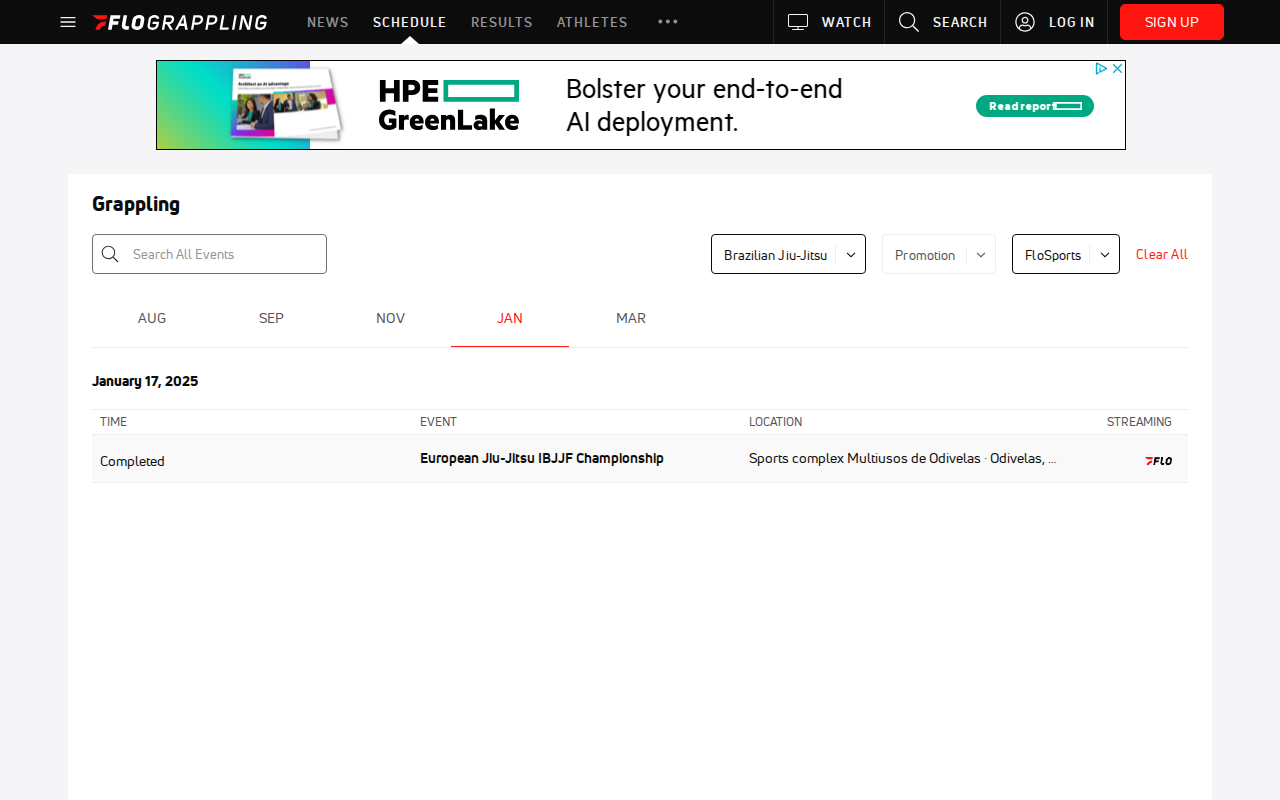 FLOGRAPPLING NEWS SCHEDULE RESULTS ATHLETES WATCH SEARCH LOG IN SIGN UP
HPE GreenLake
Bolster your end-to-end
AI deployment.
Read report
Grappling
Search All Events
Brazilian Jiu-Jitsu
Promotion
FloSports
Clear All
AUG SEP NOV JAN MAR
January 17, 2025
TIME EVENT LOCATION STREAMING
Completed European Jiu-Jitsu IBJJF Championship Sports complex Multiusos de Odivelas · Odivelas, ... FLO